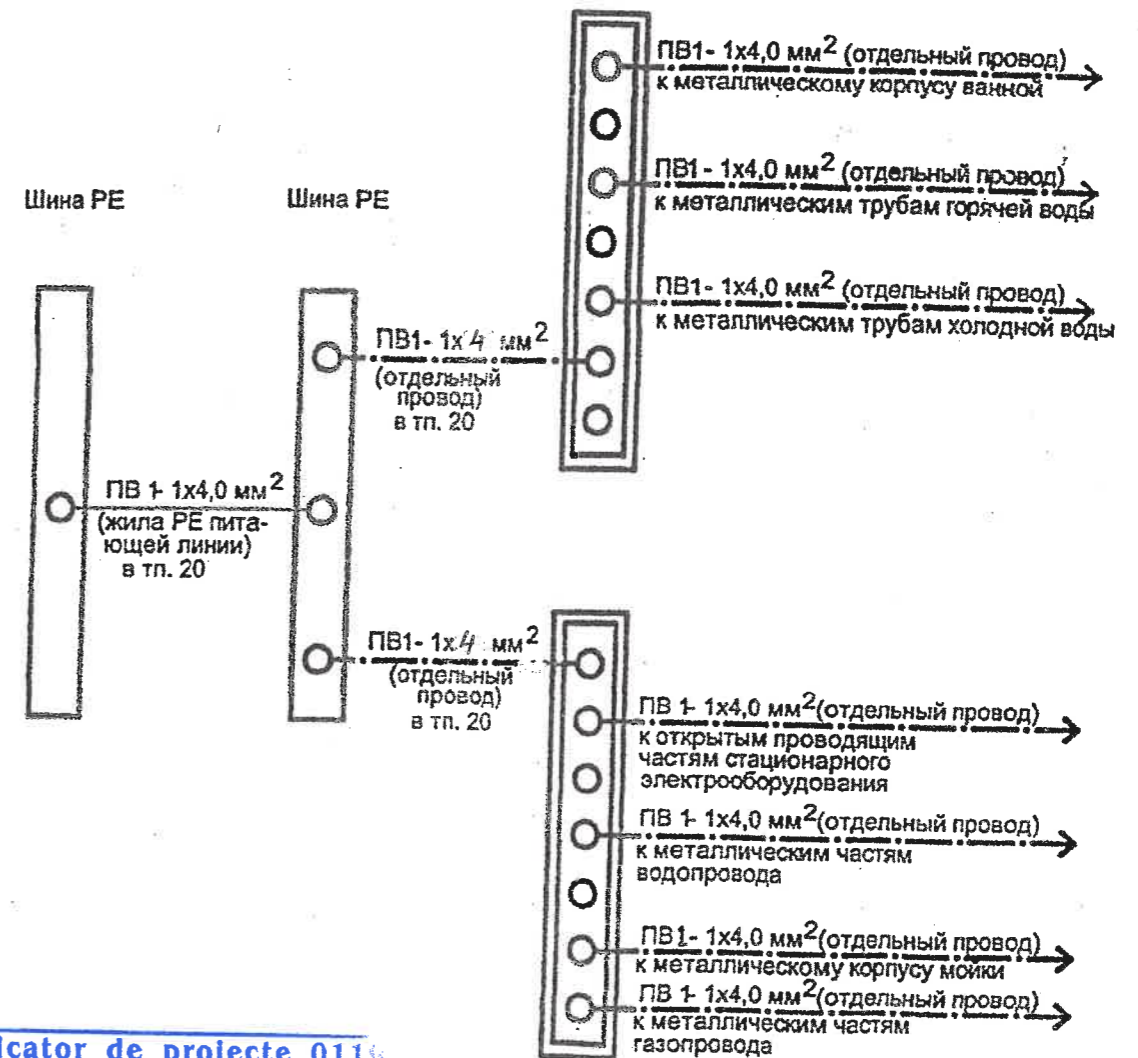 ПВ1- 1х4,0 мм² (отдельный провод)
к металлическому корпусу ванной
ПВ1- 1х4,0 мм² (отдельный провод)
к металлическим трубам горячей воды
ПВ1- 1х4,0 мм² (отдельный провод)
к металлическим трубам холодной воды
Шина РЕ
Шина РЕ
ПВ1- 1х4 мм²
(отдельный
провод)
в тп. 20
ПВ 1- 1х4,0 мм²
(жила РЕ пита-
ющей линии)
в тп. 20
ПВ1- 1х4 мм²
(отдельный
провод)
в тп. 20
ПВ 1- 1х4,0 мм²(отдельный провод)
к открытым проводящим
частям стационарного
электрооборудования
ПВ 1- 1х4,0 мм²(отдельный провод)
к металлическим частям
водопровода
ПВ1- 1х4,0 мм²(отдельный провод)
к металлическому корпусу мойки
ПВ 1- 1х4,0 мм²(отдельный провод)
к металлическим частям
газопровода
de proiecte